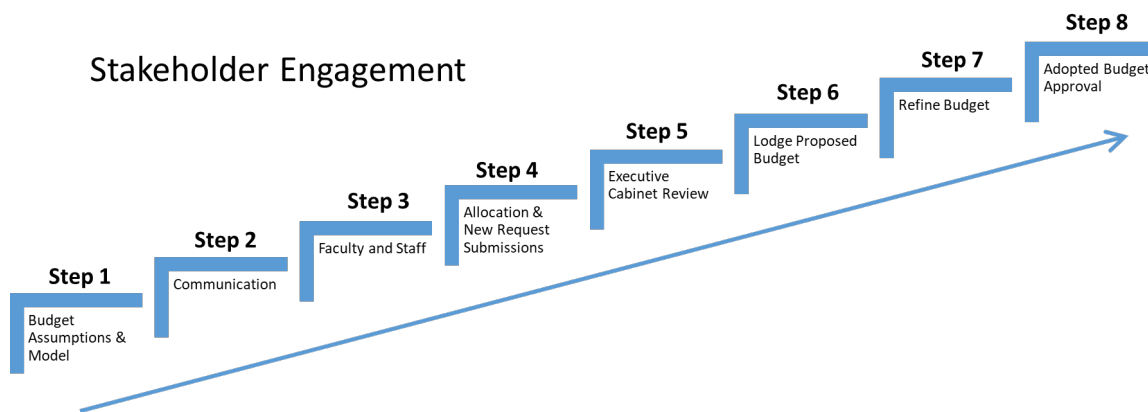 Stakeholder Engagement
Step 1
Budget
Assumptions &
Model
Step 2
Communication
Step 3
Faculty and Staff
Step 4
Allocation &
New Request
Submissions
Step 5
Executive
Cabinet Review
Step 6
Lodge Proposed
Budget
Step 7
Refine Budget
Step 8
Adopted Budget
Approval